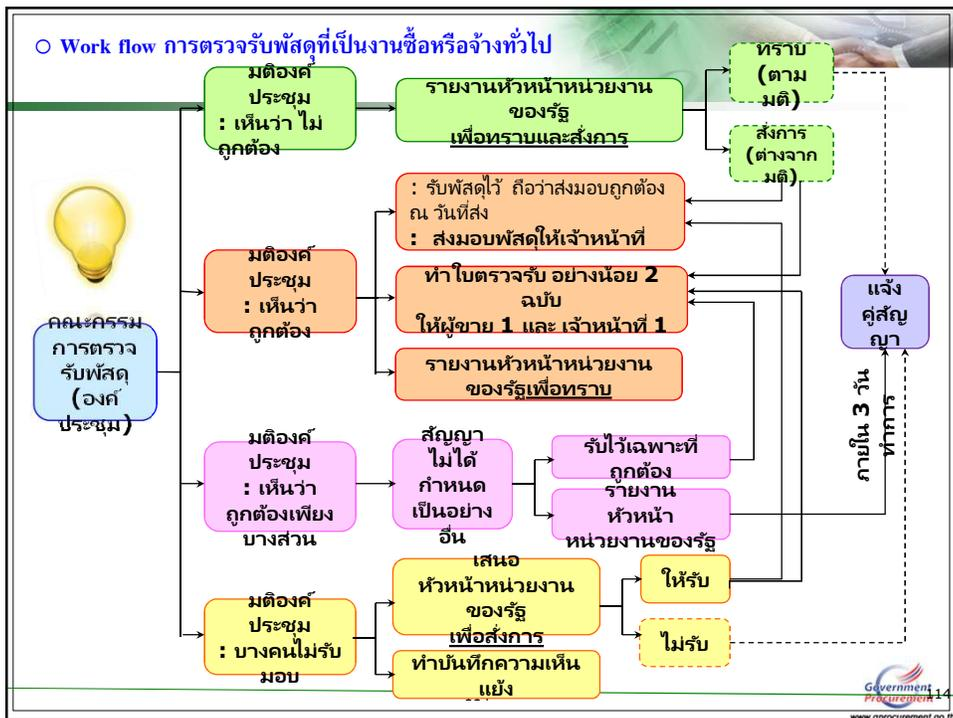 ○ Work flow การตรวจรับพัสดุที่เป็นงานซื้อหรือจ้างทั่วไป
มติองค์
ประชุม
: เห็นว่า ไม่
ถูกต้อง
รายงานหัวหน้าหน่วยงาน
ของรัฐ
เพื่อทราบและสั่งการ
ทราบ
(ตาม
มติ)
สั่งการ
(ต่างจาก
มติ)
คณะกรรม
การตรวจ
รับพัสดุ
(องค์
ประชุม)
มติองค์
ประชุม
: เห็นว่า
ถูกต้อง
: รับพัสดุไว้ ถือว่าส่งมอบถูกต้อง
ณ วันที่ส่ง
: ส่งมอบพัสดุให้เจ้าหน้าที่
ทำใบตรวจรับ อย่างน้อย 2
ฉบับ
ให้ผู้ขาย 1 และ เจ้าหน้าที่ 1
รายงานหัวหน้าหน่วยงาน
ของรัฐเพื่อทราบ
แจ้ง
คู่สัญ
ญา
ภายใน 3 วัน
ทำการ
มติองค์
ประชุม
: เห็นว่า
ถูกต้องเพียง
บางส่วน
สัญญา
ไม่ได้
กำหนด
เป็นอย่าง
อื่น
รับไว้เฉพาะที่
ถูกต้อง
รายงาน
หัวหน้า
หน่วยงานของรัฐ
มติองค์
ประชุม
: บางคนไม่รับ
มอบ
เสนอ
หัวหน้าหน่วยงาน
ของรัฐ
เพื่อสั่งการ
ทำบันทึกความเห็น
แย้ง
ให้รับ
ไม่รับ
Government
Procurement
114
www.gprocurement.go.th